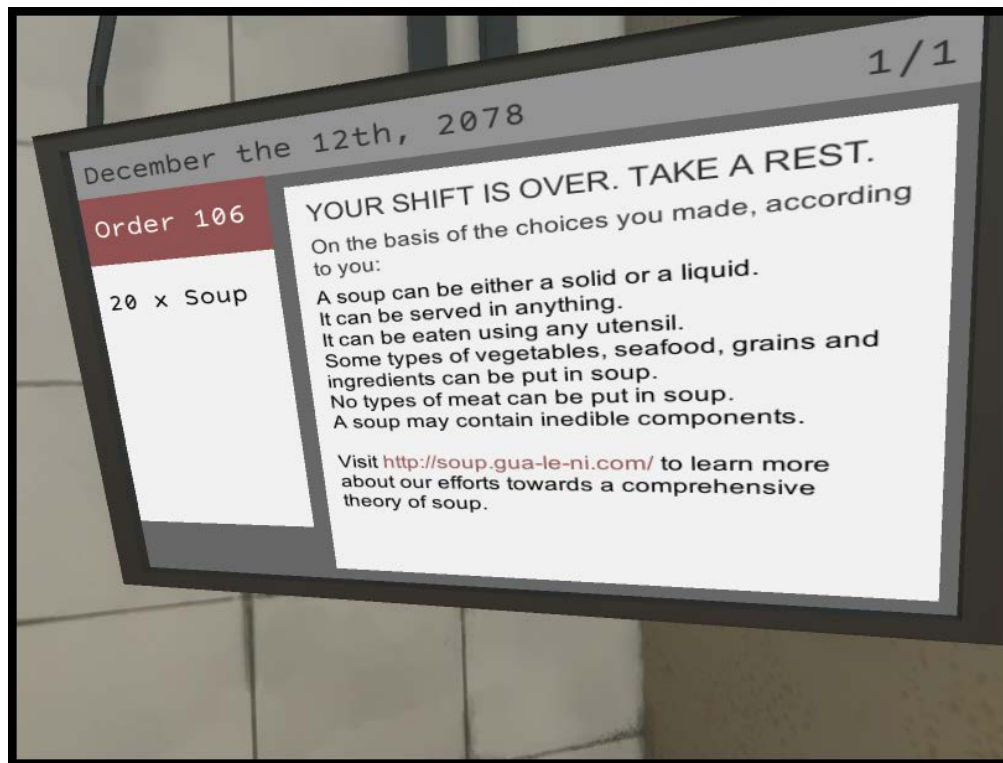 December the 12th, 2078
1/1
Order 106
20 x Soup
YOUR SHIFT IS OVER. TAKE A REST.
On the basis of the choices you made, according
to you:
A soup can be either a solid or a liquid.
It can be served in anything.
It can be eaten using any utensil.
Some types of vegetables, seafood, grains and
ingredients can be put in soup.
No types of meat can be put in soup.
A soup may contain inedible components.
Visit http://soup.gua-le-ni.com/ to learn more
about our efforts towards a comprehensive
theory of soup.